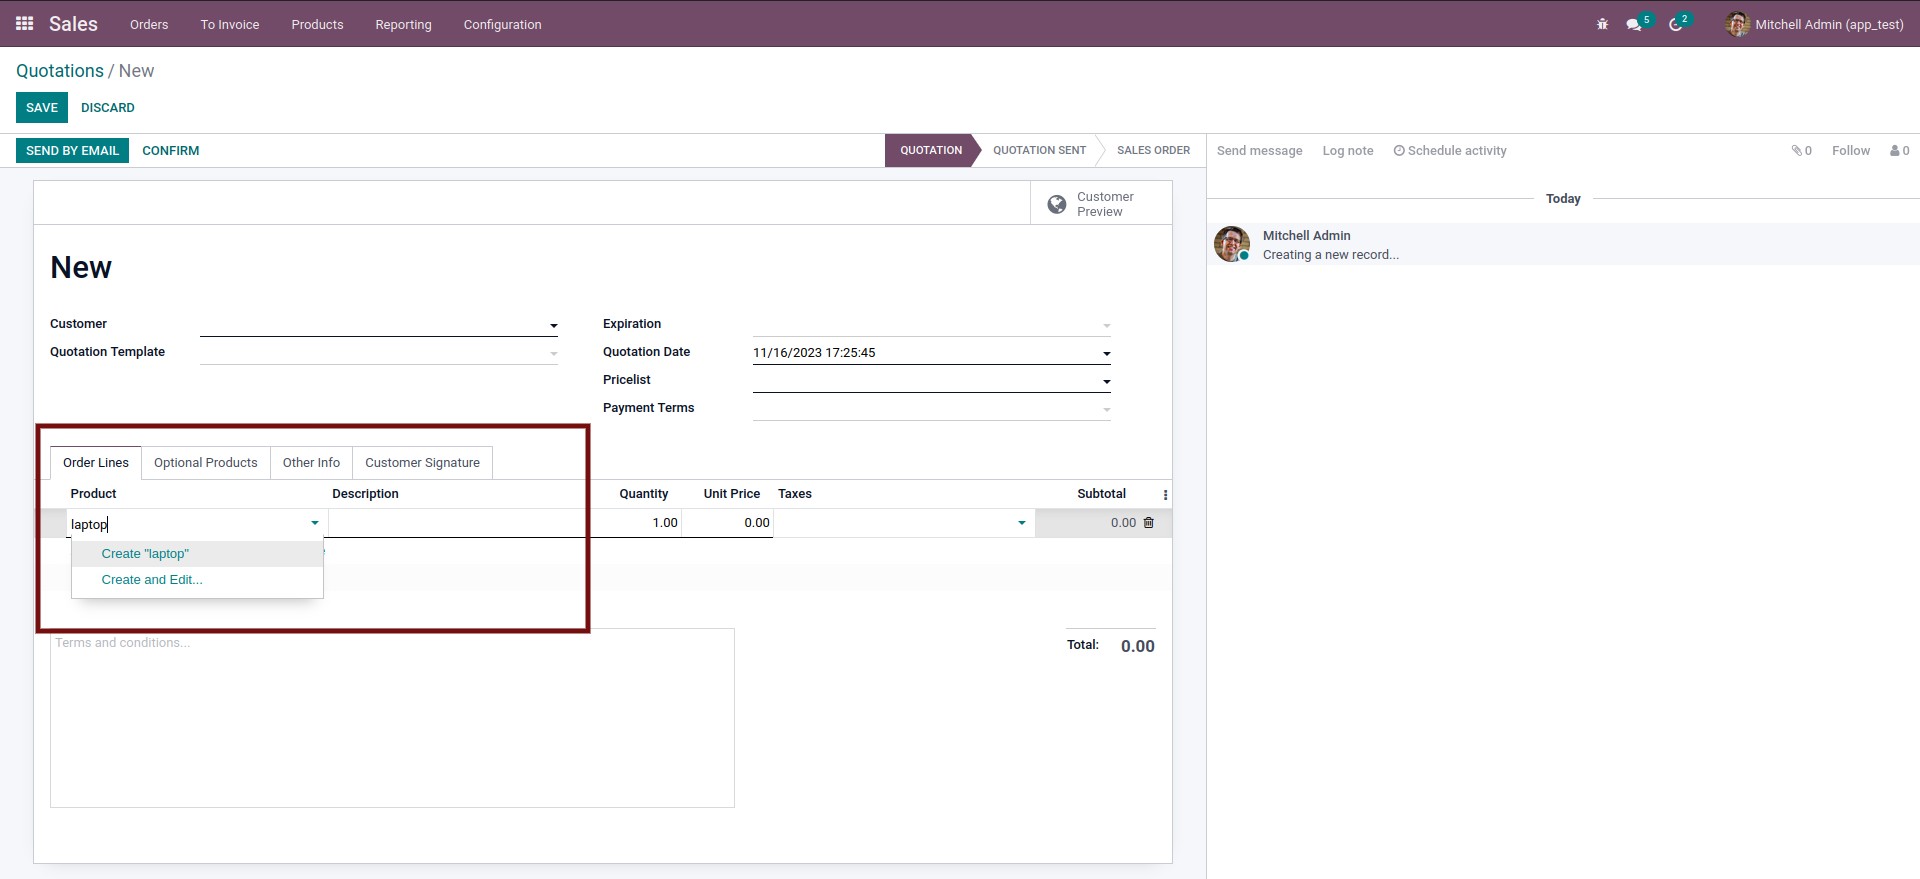 Sales Orders To Invoice Products Reporting Configuration 5 2 Mitchell Admin (app_test)
Quotations / New
SAVE DISCARD
SEND BY EMAIL CONFIRM QUOTATION QUOTATION SENT SALES ORDER Send message Log note Schedule activity 0 Follow 0
Customer
Preview
Today
Mitchell Admin
Creating a new record...
New
Customer Expiration
Quotation Template Quotation Date 11/16/2023 17:25:45
Pricelist
Payment Terms
Order Lines Optional Products Other Info Customer Signature
Product Description Quantity Unit Price Taxes Subtotal
laptop 1.00 0.00 0.00
Create "laptop"
Create and Edit...
Terms and conditions... Total: 0.00